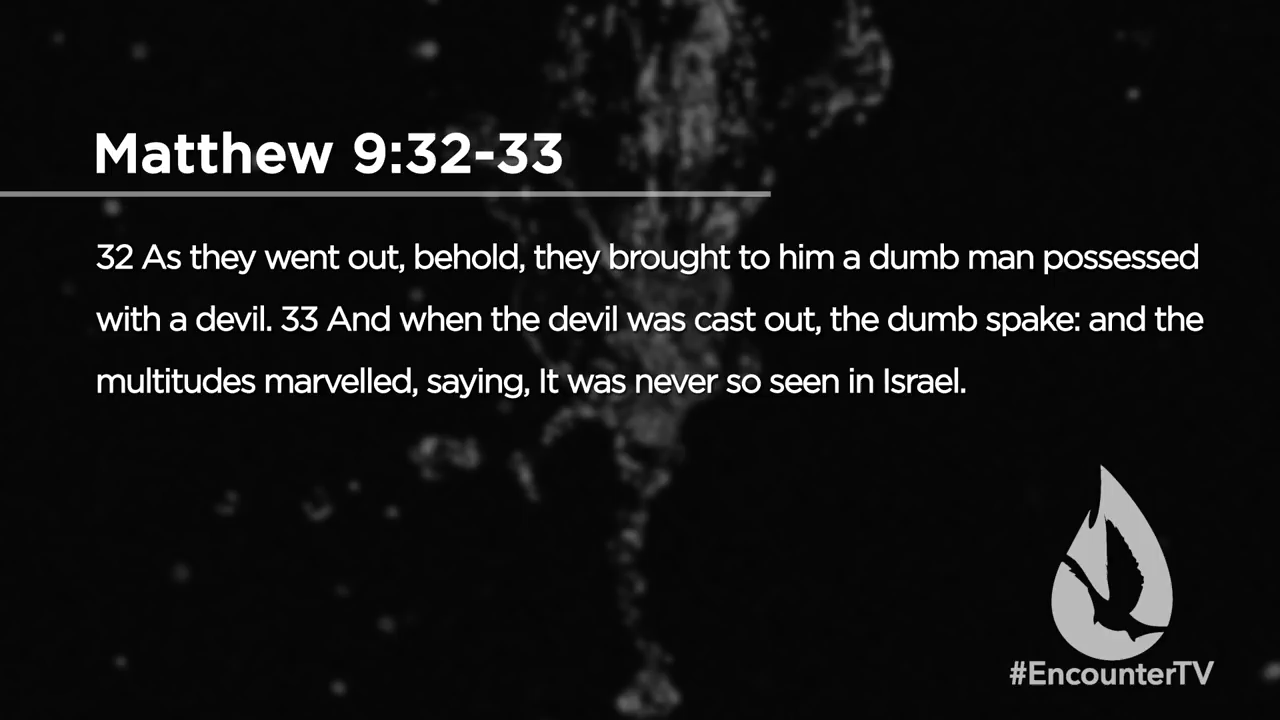 Matthew 9:32-33
32 As they went out, behold, they brought to him a dumb man possessed
with a devil. 33 And when the devil was cast out, the dumb spake: and the
multitudes marvelled, saying, It was never so seen in Israel.
#EncounterTV